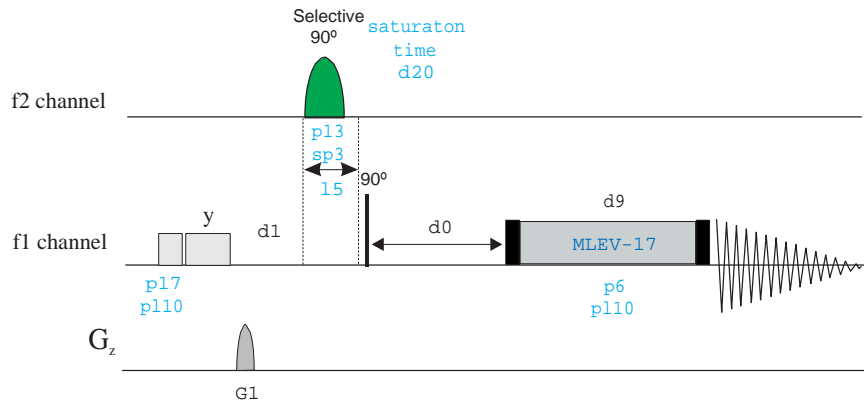 Selective
90º
saturaton
time
d20
f2 channel
p13
sp3
l5
90º
y
d1
d0
d9
f1 channel
MLEV-17
p17
pl10
p6
pl10
Gz
G1